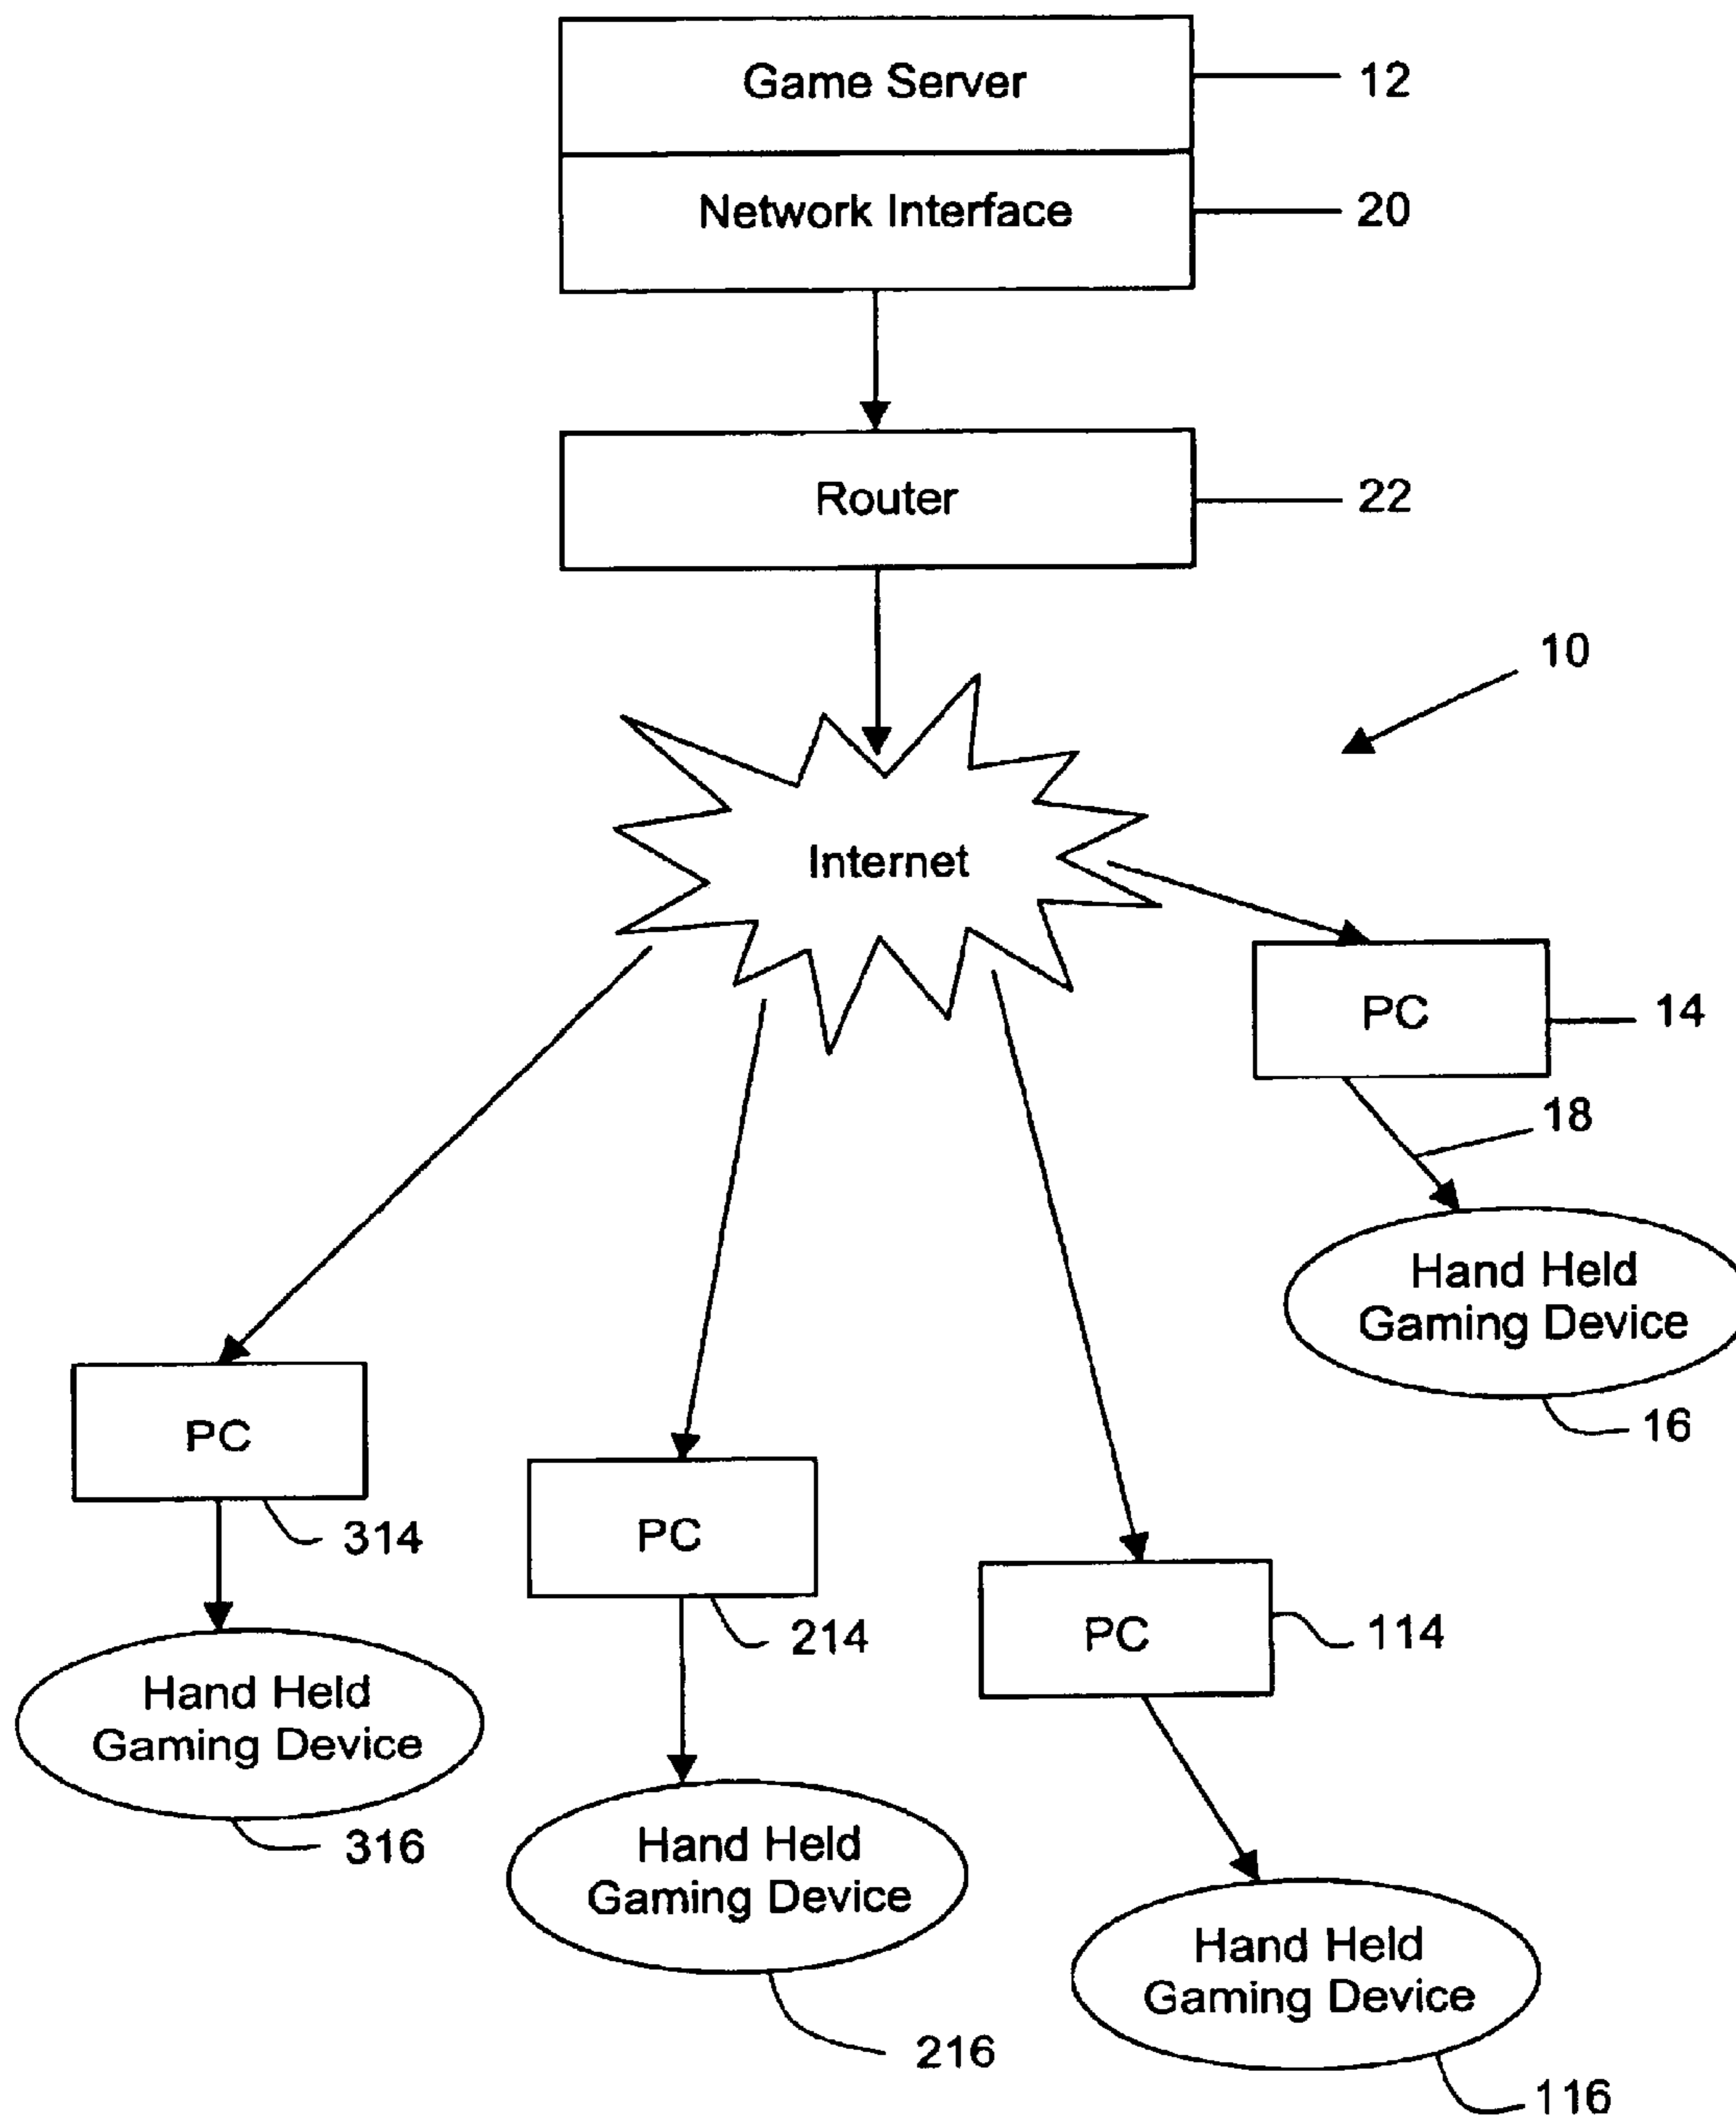 Game Server
12
Network Interface
20
Router
22
10
Internet
PC
14
18
Hand Held
Gaming Device
16
PC
314
PC
214
PC
114
Hand Held
Gaming Device
316
Hand Held
Gaming Device
216
Hand Held
Gaming Device
116